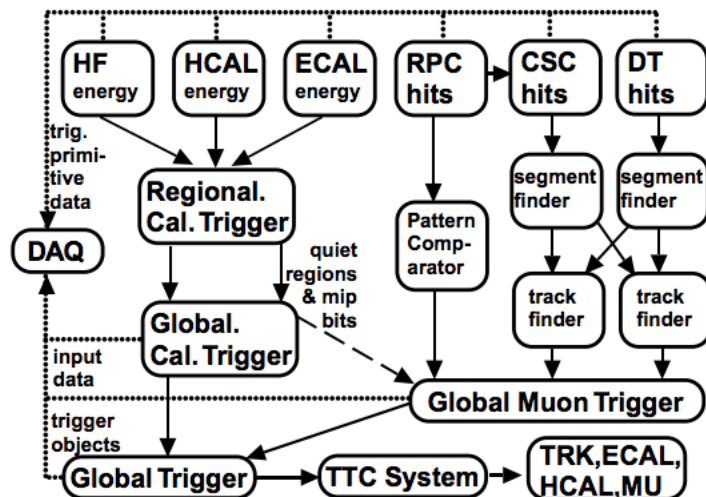 HF
energy
HCAL
energy
ECAL
energy
RPC
hits
CSC
hits
DT
hits
trig.
primi-
tive
data
Regional.
Cal. Trigger
segment
finder
segment
finder
Pattern
Comp-
arator
DAQ
quiet
regions
& mip
bits
Global.
Cal. Trigger
track
finder
track
finder
input
data
Global Muon Trigger
trigger
objects
Global Trigger
TTC System
TRK,ECAL,
HCAL,MU